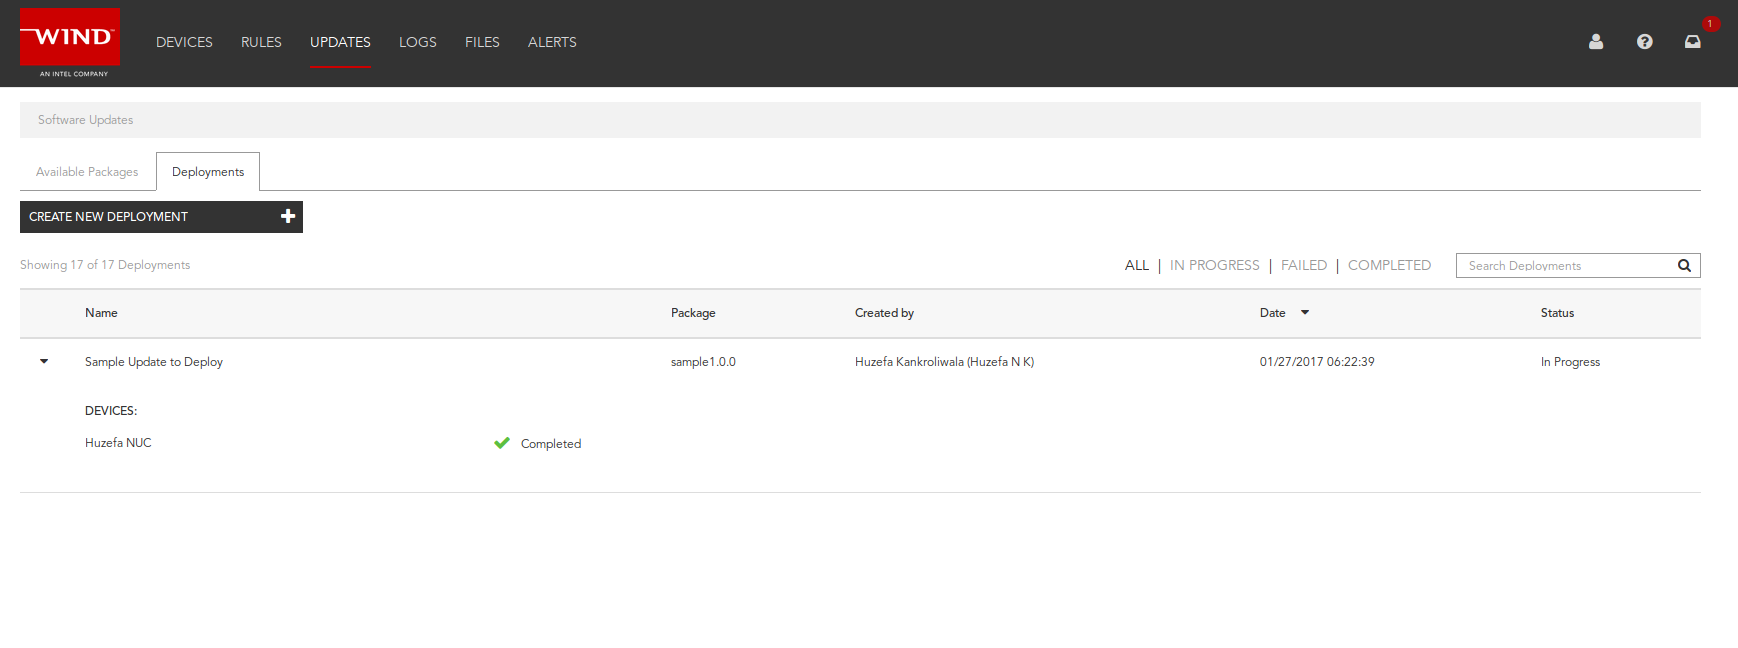 WIND
AN INTEL COMPANY
DEVICES RULES UPDATES LOGS FILES ALERTS
1
Software Updates
Available Packages Deployments
CREATE NEW DEPLOYMENT
Showing 17 of 17 Deployments ALL | IN PROGRESS | FAILED | COMPLETED Search Deployments
Name Package Created by Date Status
Sample Update to Deploy sample1.0.0 Huzefa Kankroliwala (Huzefa N K) 01/27/2017 06:22:39 In Progress
DEVICES:
Huzefa NUC Completed